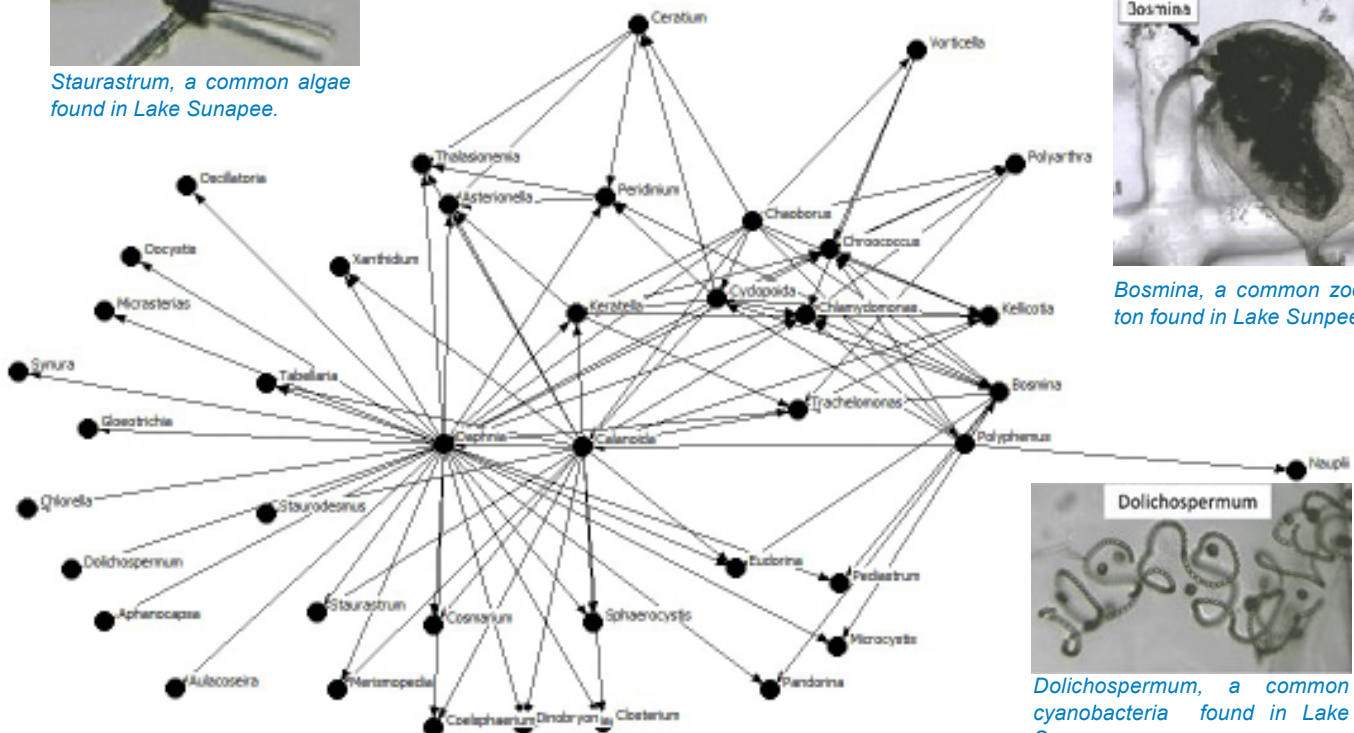 Ceratium
Bosmina
Vorticella
Staurastrum, a common algae
found in Lake Sunapee.
Thalasionemia
Polyarthra
Oscillatoria
Asterionella
Peridinium
Chaoborus
Chroococcus
Oocystis
Xanthidium
Bosmina, a common zoo
ton found in Lake Sunpee
Cyclopoida
Micrasterias
Keratella
Chlamydomonas
Kellicotia
Synura
Tabellaria
Bosmina
Trachelomonas
Gloeotrichia
Daphnia
Calanoida
Polyphemus
Nauplii
Chlorella
Staurodesmus
Dolichospermum
Dolichospermum
Eudorina
Pediastrum
Aphanocapsa
Staurastrum
Cosmarium
Sphaerocystis
Microcystis
Aulacoseira
Merismopedia
Pandorina
Dolichospermum, a common
cyanobacteria found in Lake
Coelsphaerium
Dinobryon
Closterium